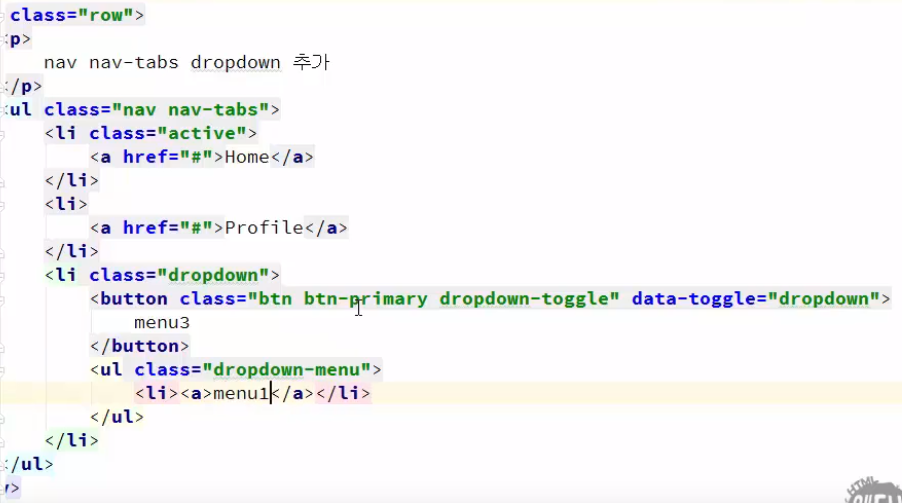 class="row">
<p>
nav nav-tabs dropdown 추가
</p>
<ul class="nav nav-tabs">
<li class="active">
<a href="#">Home</a>
</li>
<li>
<a href="#">Profile</a>
</li>
<li class="dropdown">
<button class="btn btn-primary dropdown-toggle" data-toggle="dropdown">
menu3
</button>
<ul class="dropdown-menu">
<li><a>menu1</a></li>
</ul>
</li>
</ul>
v>
HTML